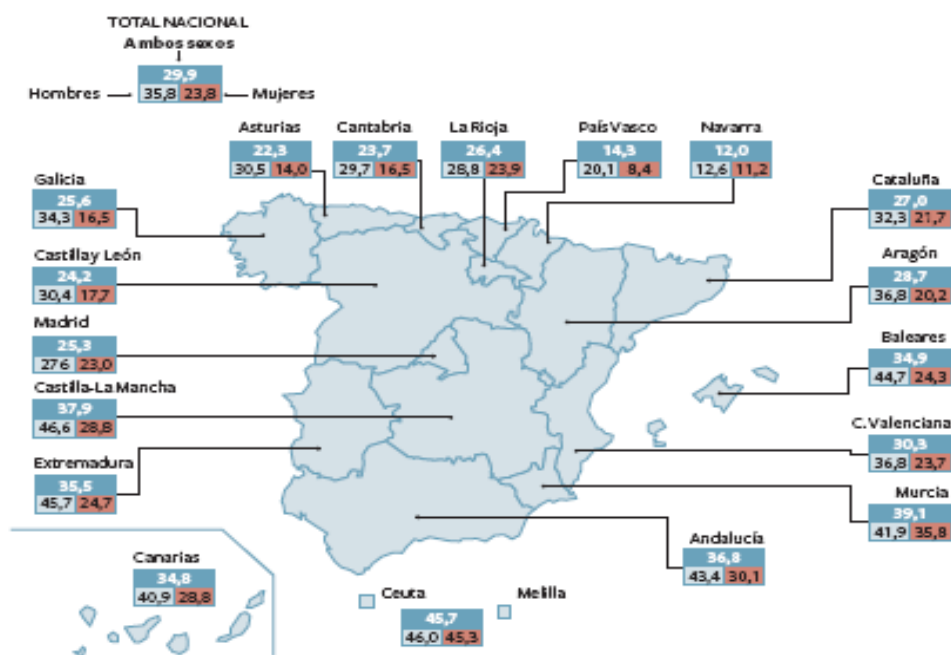 TOTAL NACIONAL
Ambos sexos
29,9
Hombres 35,8 23,8 Mujeres
Asturias
22,3
30,5 14,0
Cantabria
23,7
29,7 16,5
La Rioja
26,4
28,8 23,9
País Vasco
14,3
20,1 8,4
Navarra
12,0
12,6 11,2
Galicia
25,6
34,3 16,5
Castilla y León
24,2
30,4 17,7
Madrid
25,3
27 6 23,0
Castilla-La Mancha
37,9
46,6 28,8
Extremadura
35,5
45,7 24,7
Cataluña
27,0
32,3 21,7
Aragón
28,7
36,8 20,2
Baleares
34,9
44,7 24,3
C. Valenciana
30,3
36,8 23,7
Murcia
39,1
41,9 35,8
Andalucía
36,8
43,4 30,1
Canarias
34,8
40,9 28,8
Ceuta Melilla
45,7
46,0 45,3